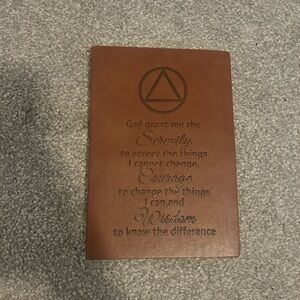 God grant me the
Serenity
to accept the things
I cannot change,
Courage
to change the things
I can,and
Wisdom
to know the difference